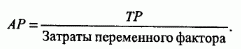 AP = TP
Затраты переменного фактора.